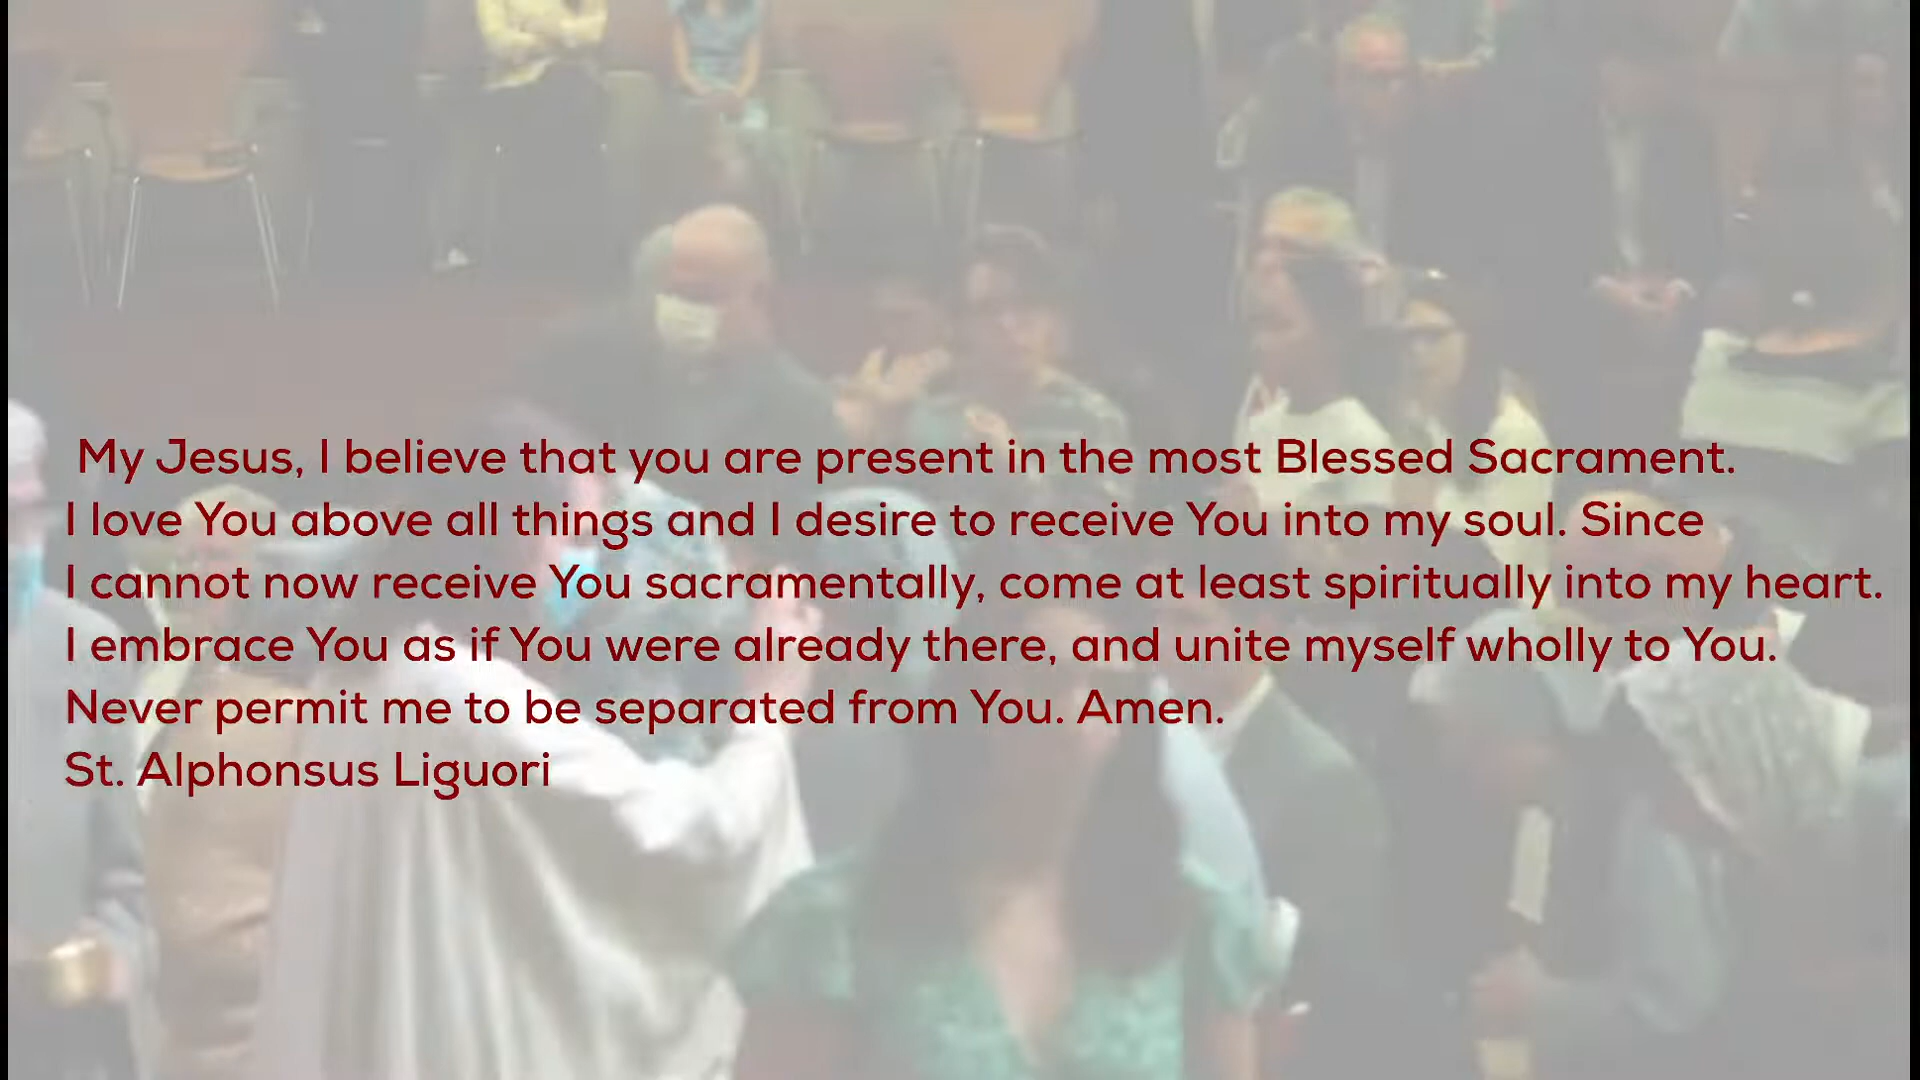 My Jesus, I believe that you are present in the most Blessed Sacrament.
I love You above all things and I desire to receive You into my soul. Since
I cannot now receive You sacramentally, come at least spiritually into my heart.
I embrace You as if You were already there, and unite myself wholly to You.
Never permit me to be separated from You. Amen.
St. Alphonsus Liguori